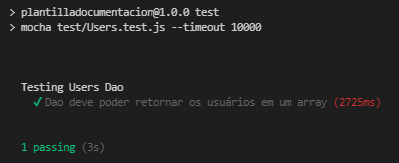 > plantilladocumentacion@1.0.0 test
> mocha test/Users.test.js --timeout 10000
Testing Users Dao
✓ Dao deve poder retornar os usuários em um array (2725ms)
1 passing (3s)